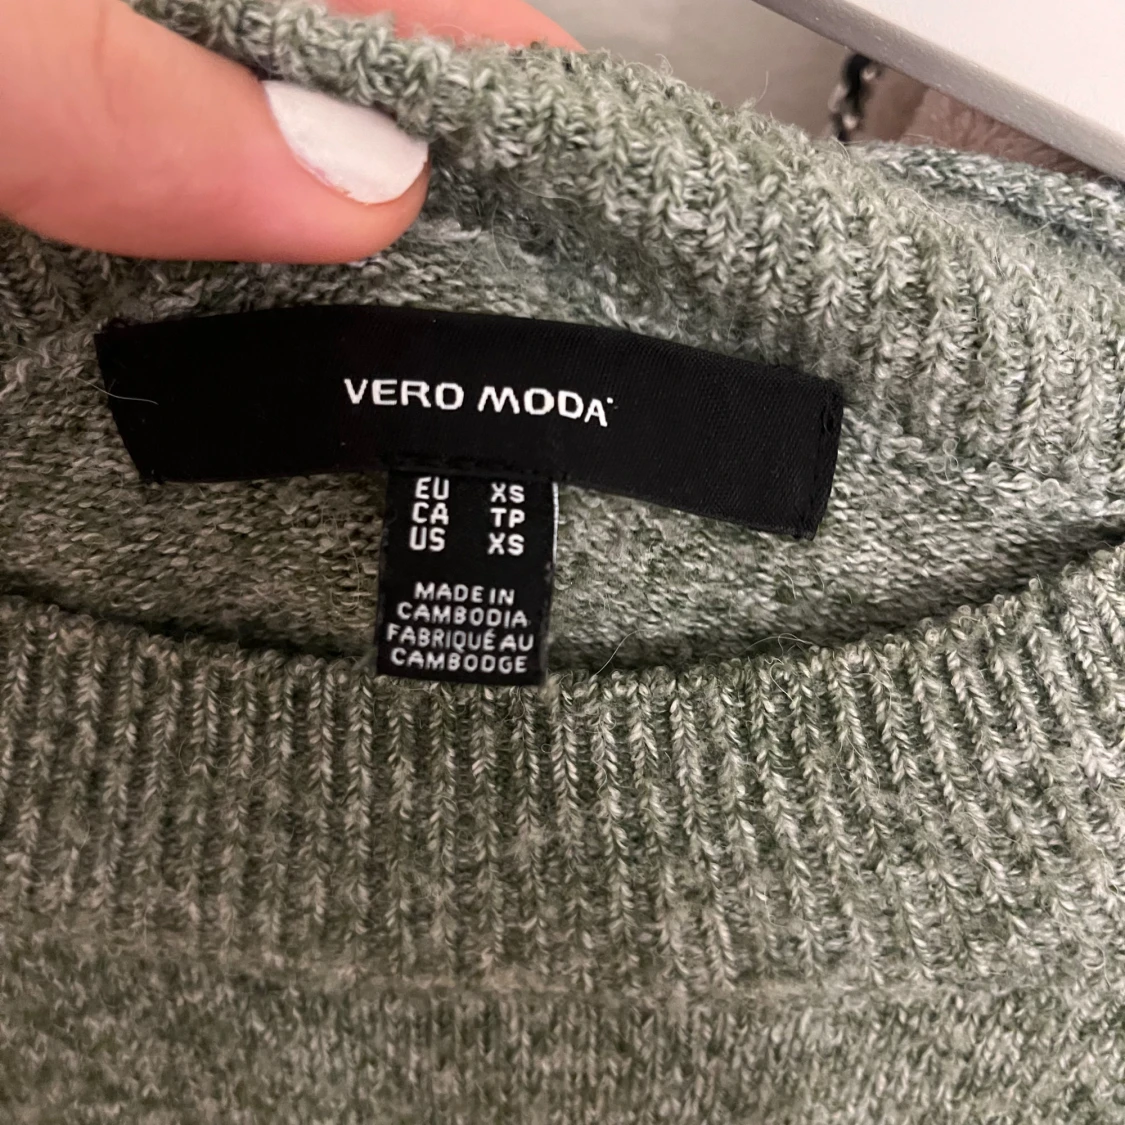 VERO MODA
EU XS
CA TP
US XS
MADE IN
CAMBODIA
FABRIQUÉ AU
CAMBODGE